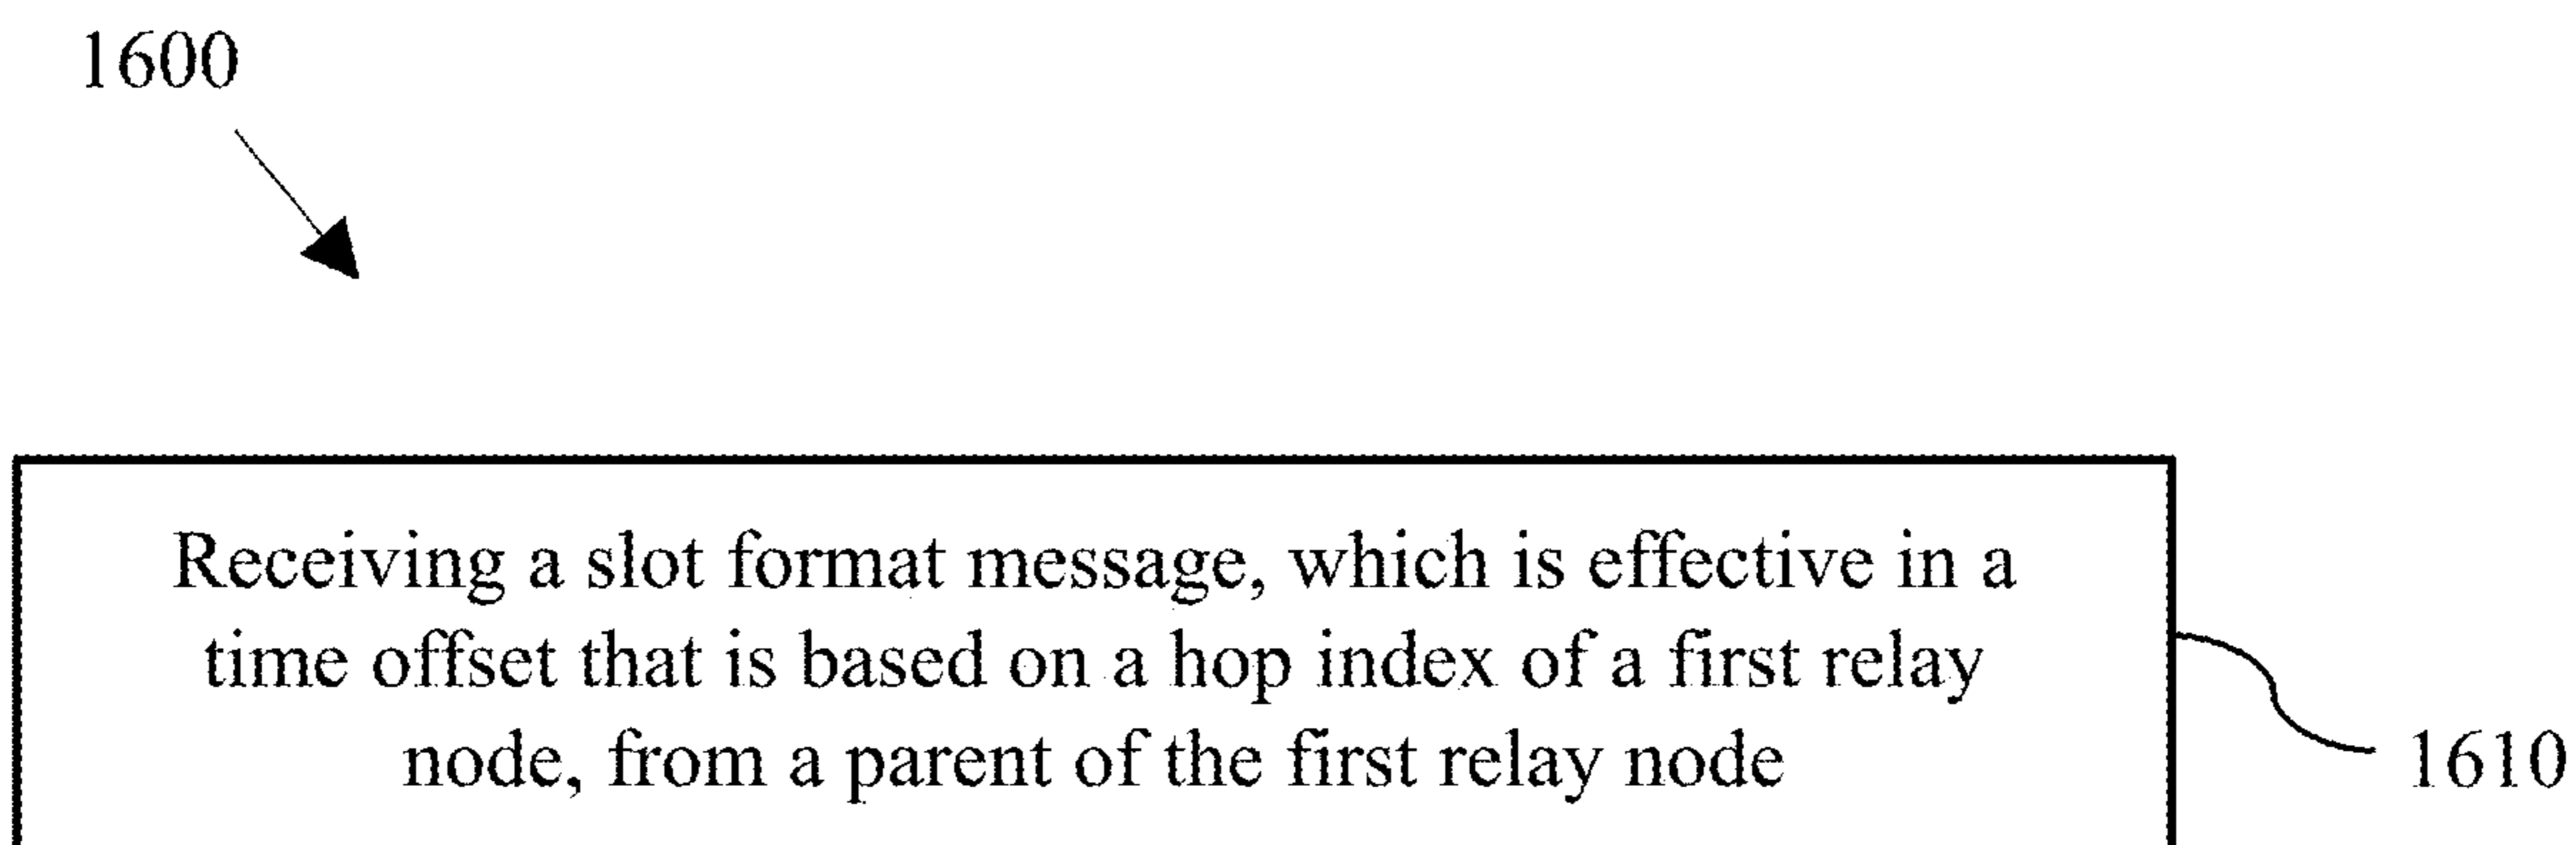 1600
Receiving a slot format message, which is effective in a
time offset that is based on a hop index of a first relay
node, from a parent of the first relay node
1610